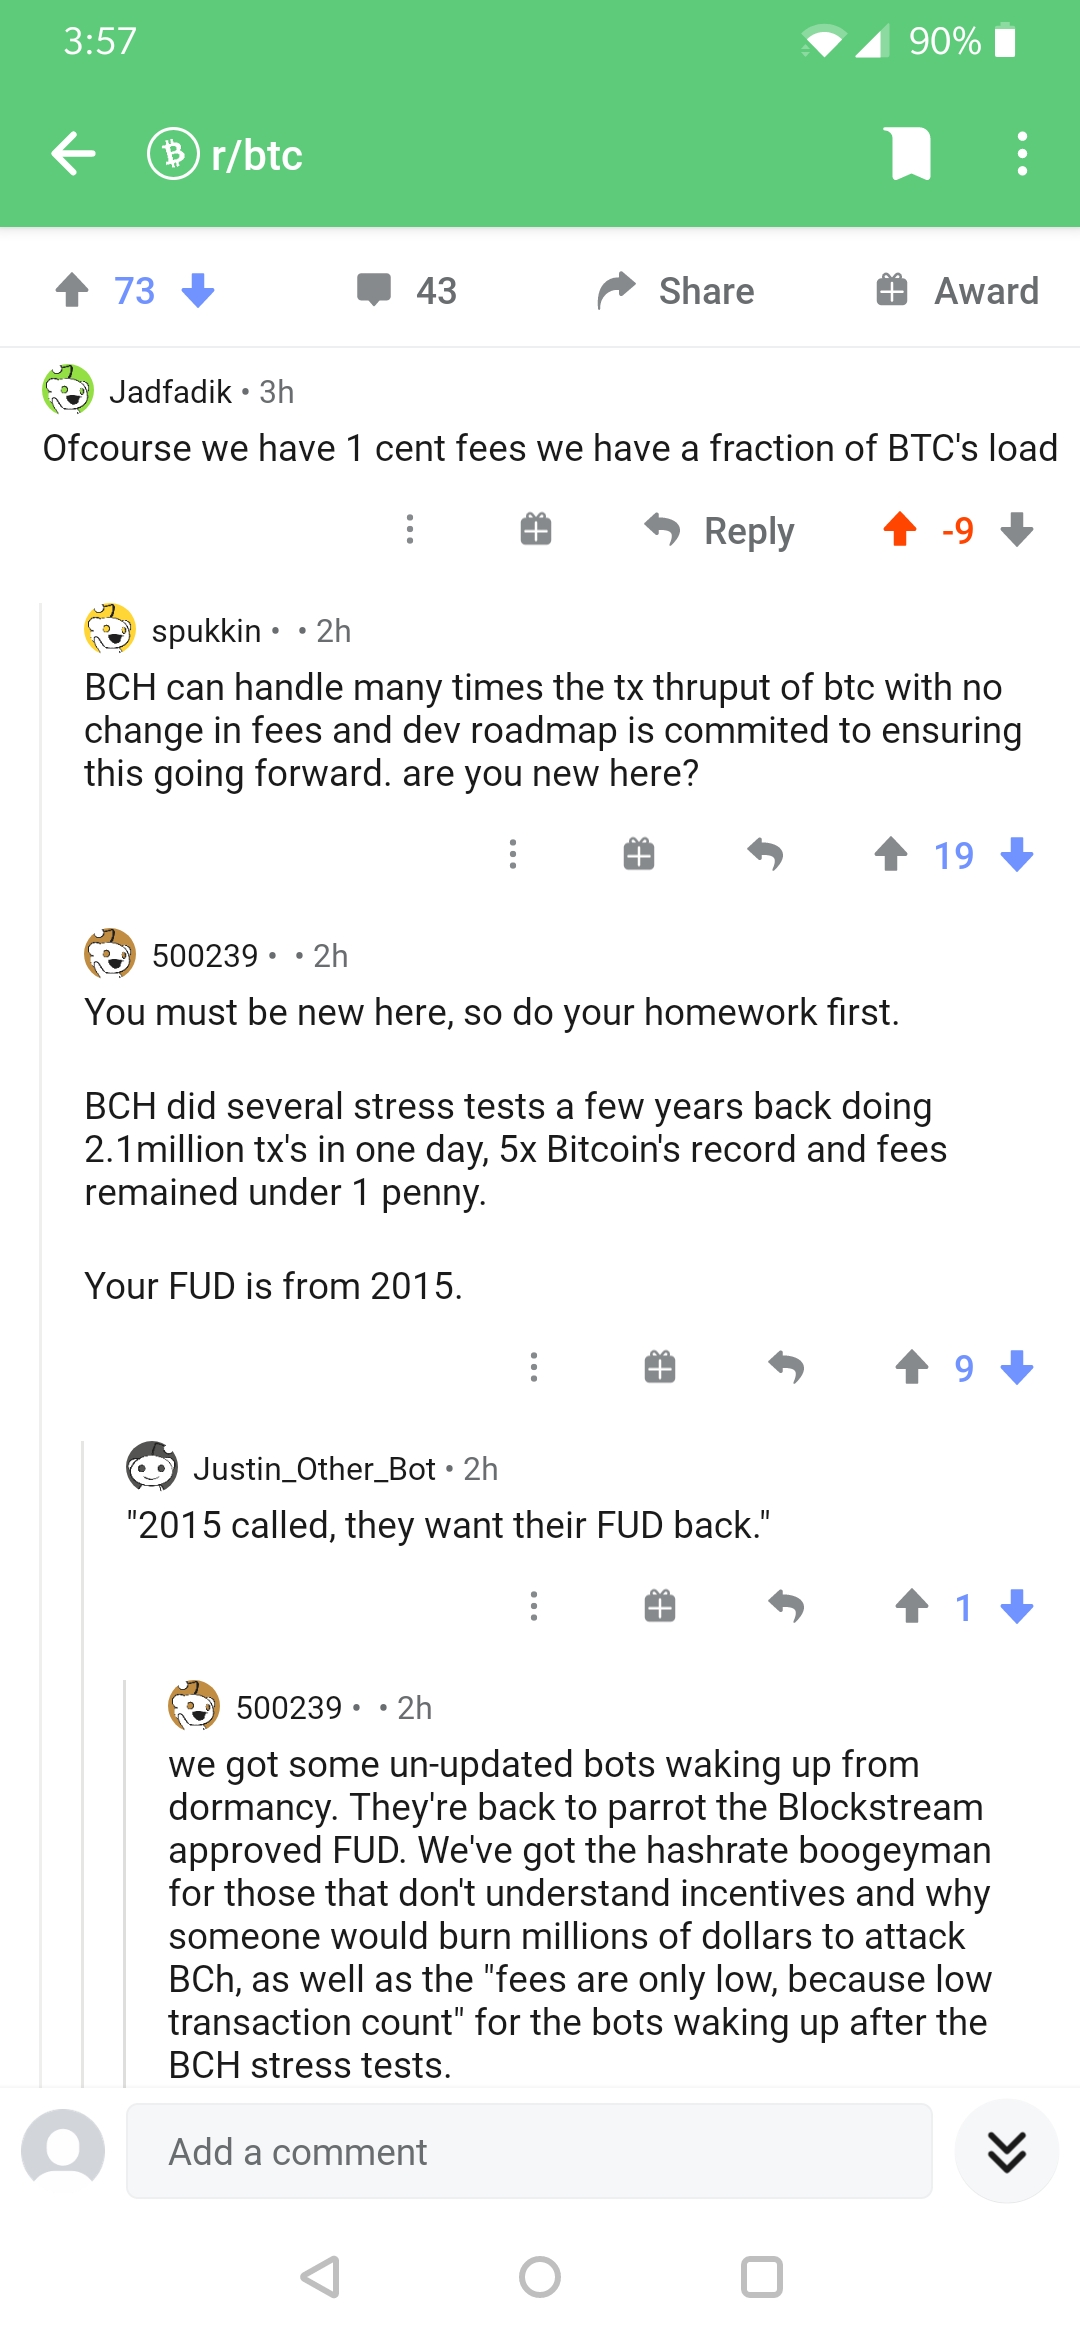 3:57
90%
r/btc
73
43
Share
Award
Jadfadik • 3h
Ofcourse we have 1 cent fees we have a fraction of BTC's load
Reply
-9
spukkin • • 2h
BCH can handle many times the tx thruput of btc with no
change in fees and dev roadmap is commited to ensuring
this going forward. are you new here?
19
500239 • • 2h
You must be new here, so do your homework first.
BCH did several stress tests a few years back doing
2.1million tx's in one day, 5x Bitcoin's record and fees
remained under 1 penny.
Your FUD is from 2015.
9
Justin_Other_Bot • 2h
"2015 called, they want their FUD back."
1
500239 • • 2h
we got some un-updated bots waking up from
dormancy. They're back to parrot the Blockstream
approved FUD. We've got the hashrate boogeyman
for those that don't understand incentives and why
someone would burn millions of dollars to attack
BCh, as well as the "fees are only low, because low
transaction count" for the bots waking up after the
BCH stress tests.
Add a comment